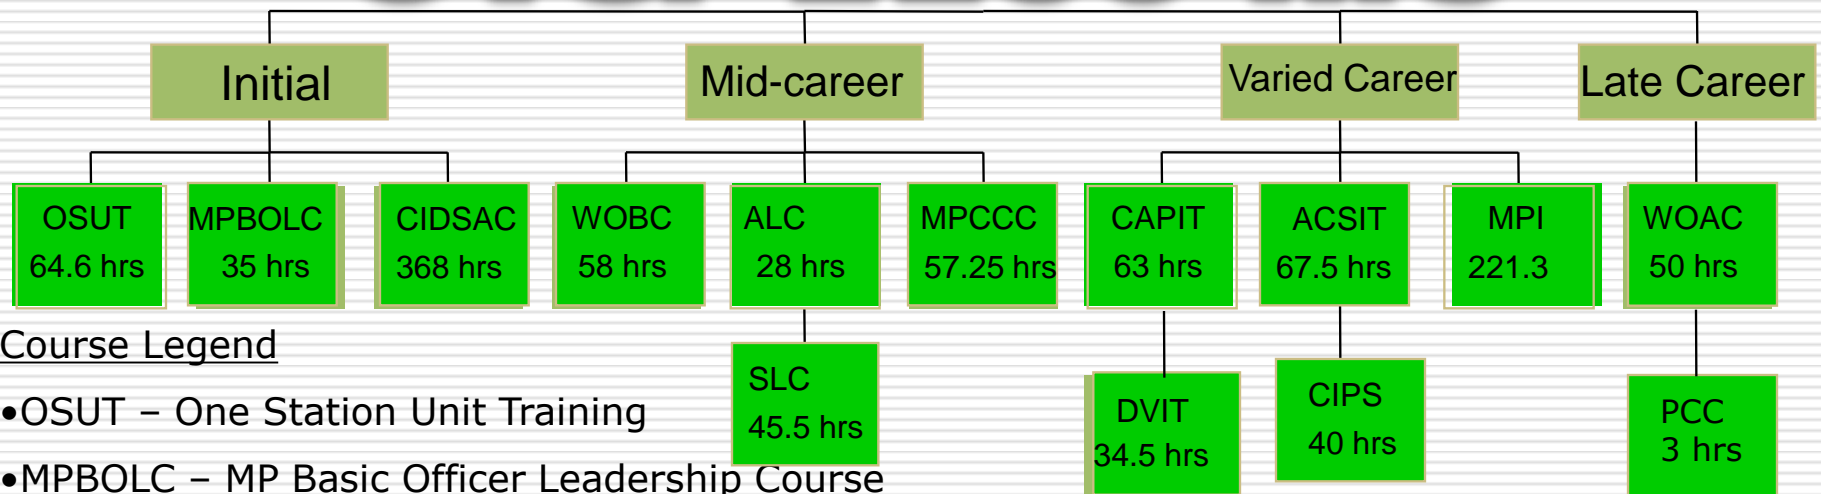 Initial
Mid-career
Varied Career
Late Career
OSUT
64.6 hrs
MPBOLC
35 hrs
CIDSAC
368 hrs
WOBC
58 hrs
ALC
28 hrs
MPCCC
57.25 hrs
CAPIT
63 hrs
ACSIT
67.5 hrs
MPI
221.3
WOAC
50 hrs
SLC
45.5 hrs
DVIT
34.5 hrs
CIPS
40 hrs
PCC
3 hrs
Course Legend
•OSUT – One Station Unit Training
•MPBOLC – MP Basic Officer Leadership Course